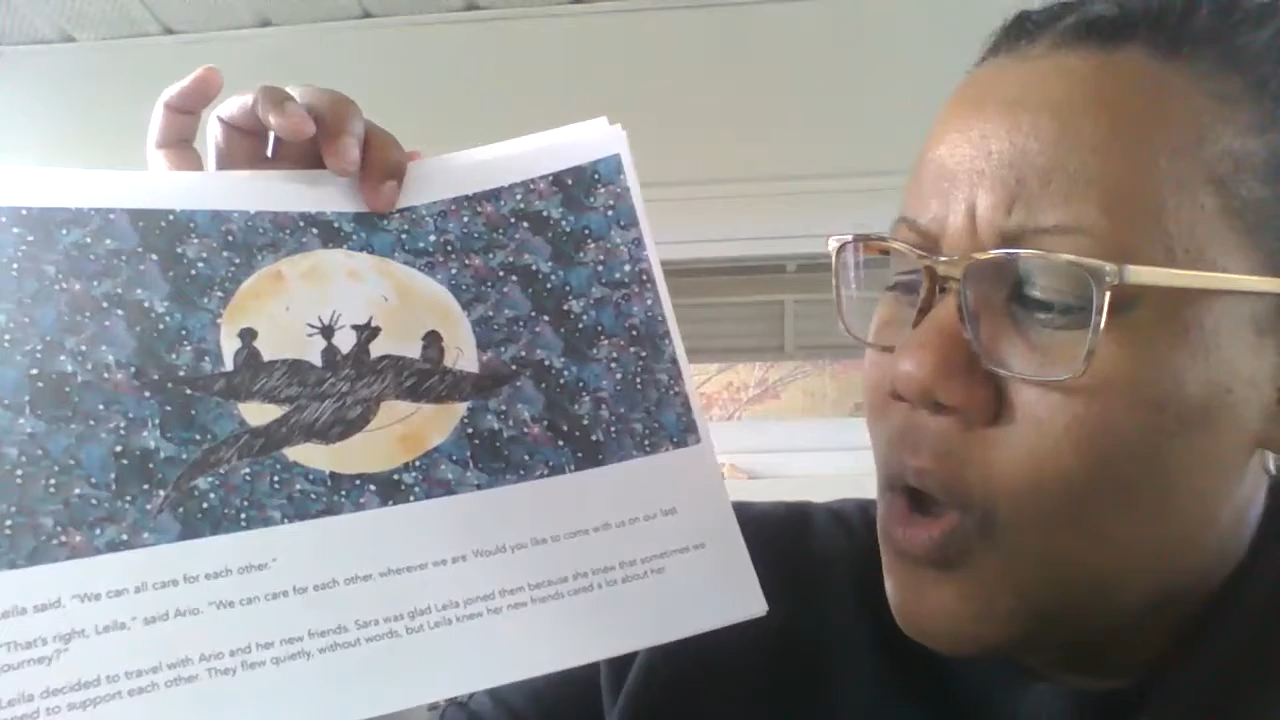 eila said, "We can all care for each other."
"That's right, Leila," said Ario. "We can care for each other, wherever we are. Would you like to come with us on our last
journey?"
Leila decided to travel with Ario and her new friends. Sara was glad Leila joined them because she knew that sometimes we
need to support each other. They flew quietly, without words, but Leila knew her new friends cared a lot about her